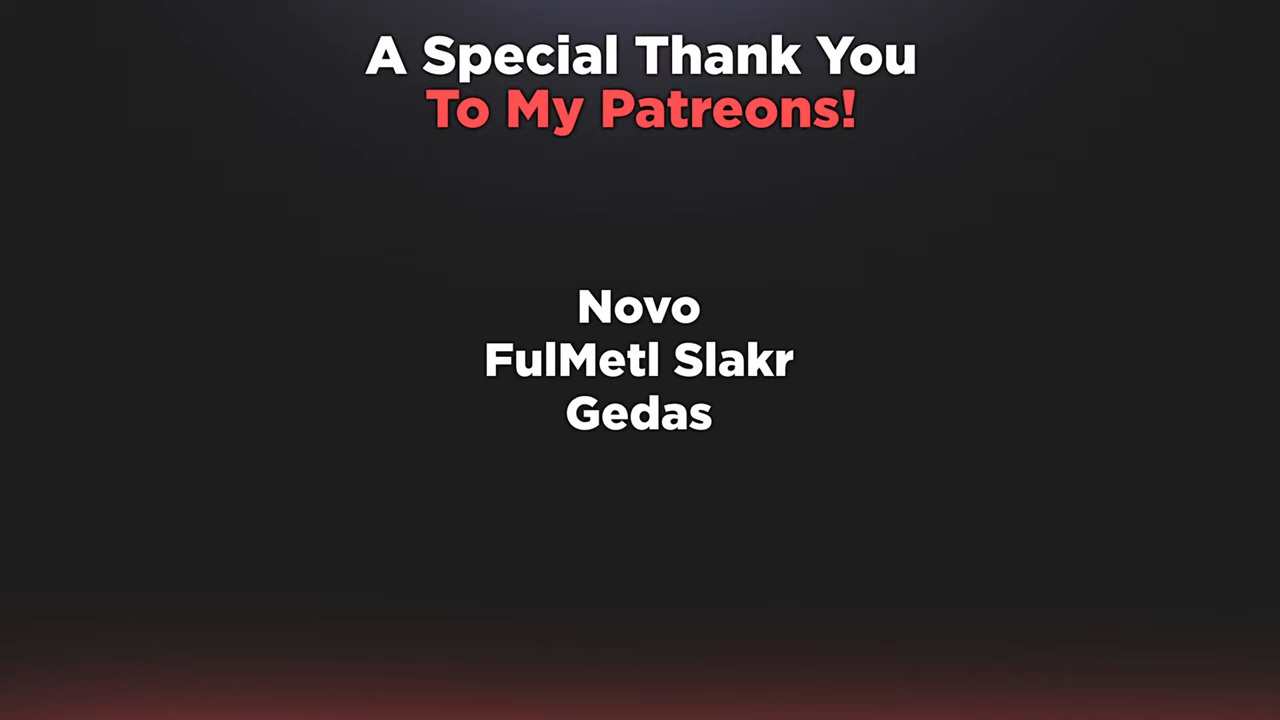 A Special Thank You
To My Patreons!
Novo
FulMetl Slakr
Gedas